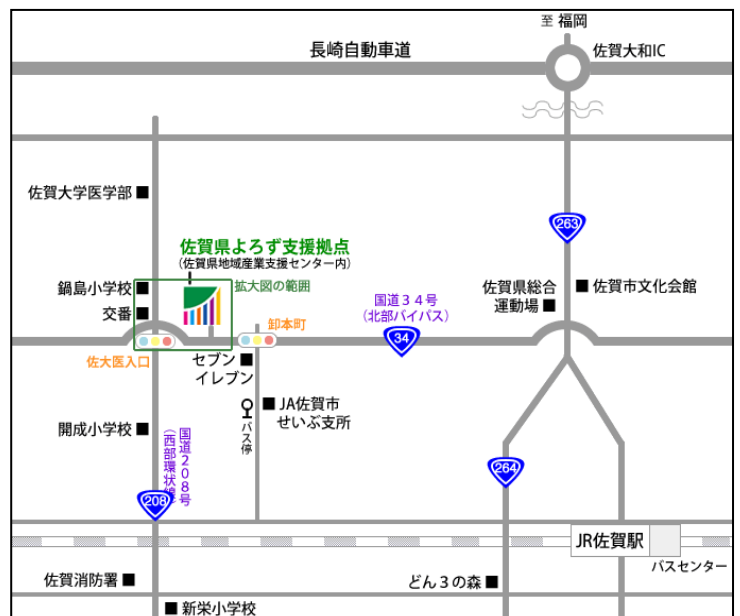 至 福岡
長崎自動車道
佐賀大和IC
佐賀大学医学部
263
佐賀県よろず支援拠点
(佐賀県地域産業支援センター内)
鍋島小学校
拡大図の範囲
交番
国道34号
(北部バイパス)
佐賀県総合
運動場
佐賀市文化会館
卸本町
34
佐大医入口
セブン
イレブン
JA佐賀市
せいぶ支所
バス停
開成小学校
国道208号
(西部環状線)
208
264
JR佐賀駅
バスセンター
佐賀消防署
どん3の森
新栄小学校